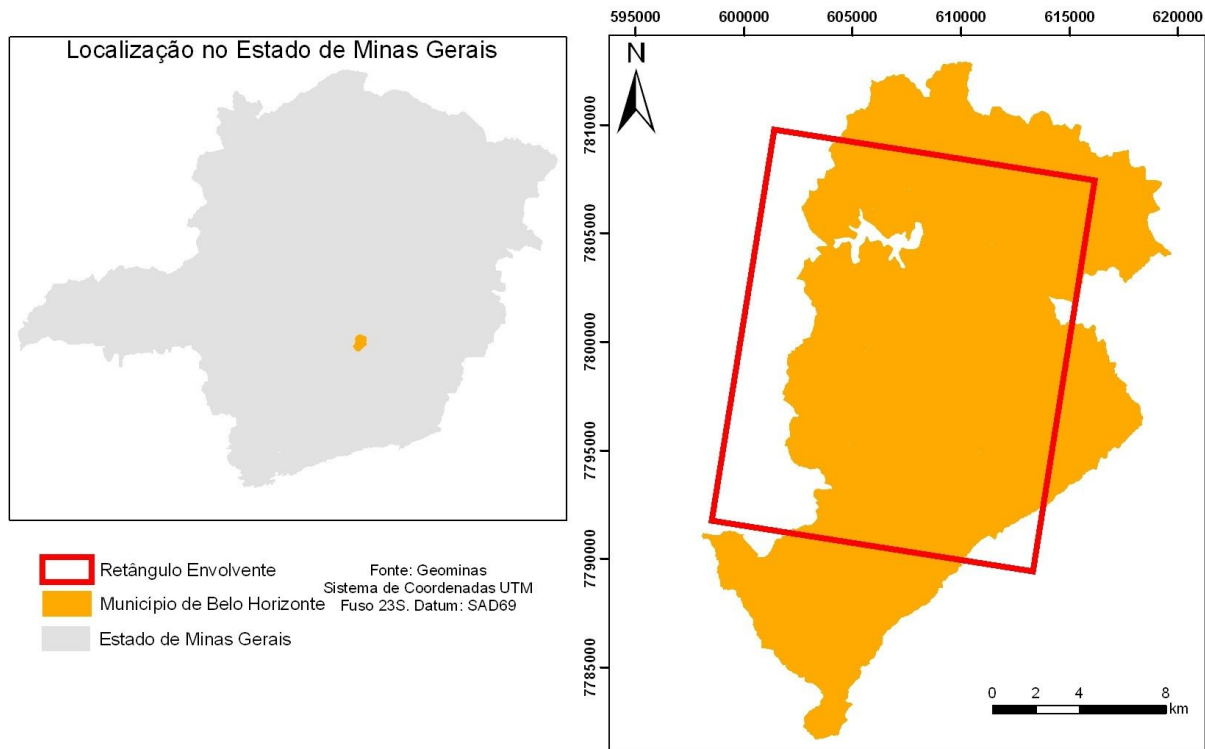 Localização no Estado de Minas Gerais
Retângulo Envolvente
Município de Belo Horizonte
Estado de Minas Gerais
Fonte: Geominas
Sistema de Coordenadas UTM
Fuso 23S. Datum: SAD69
595000 600000 605000 610000 615000 620000
N
7810000
7805000
7800000
7795000
7790000
7785000
0 2 4 8
km